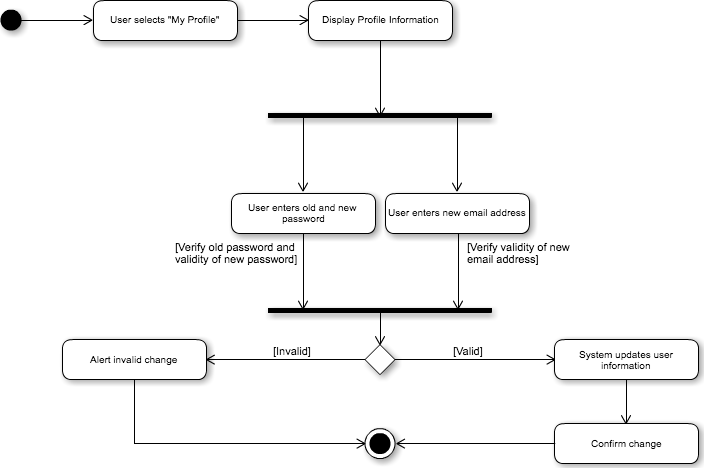 User selects "My Profile"
Display Profile Information
User enters old and new
password
User enters new email address
[Verify old password and
validity of new password]
[Verify validity of new
email address]
[Invalid]
[Valid]
Alert invalid change
System updates user
information
Confirm change